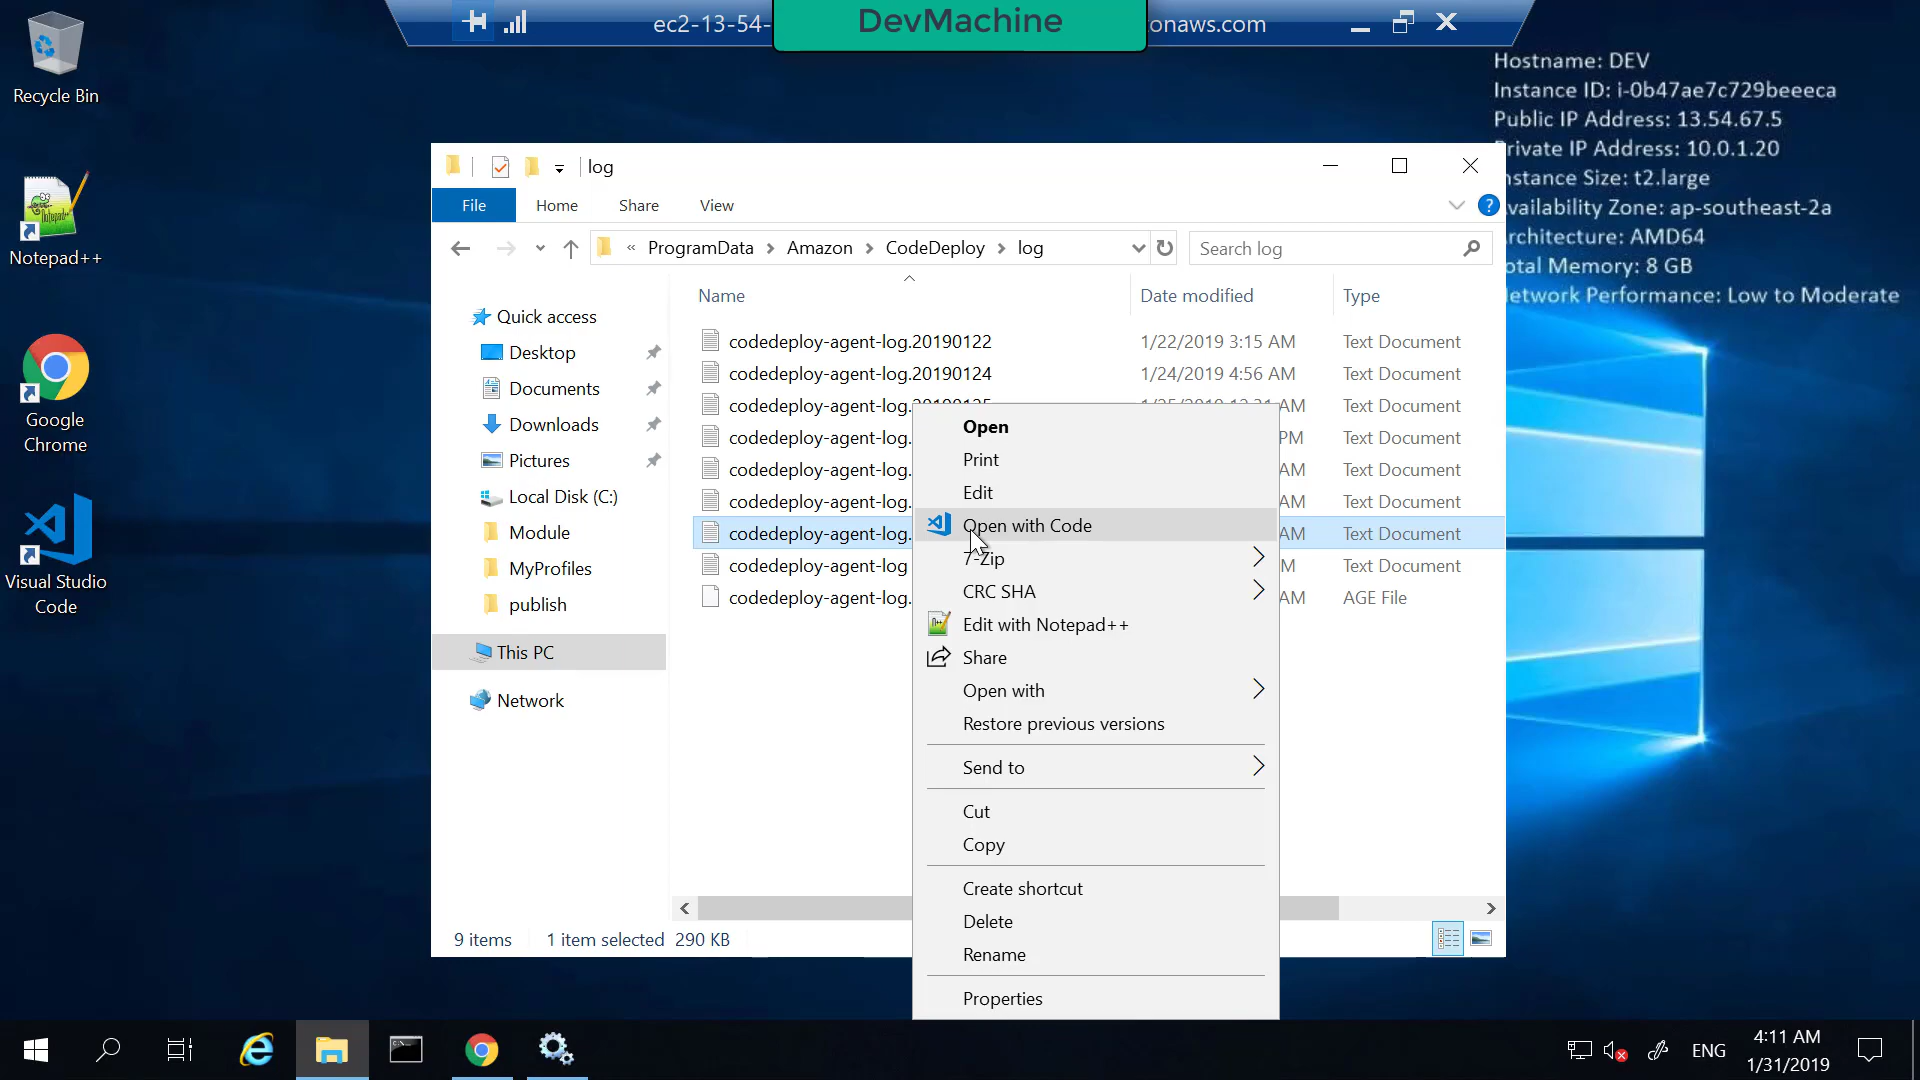 ec2-13-54-
DevMachine
onaws.com
Recycle Bin
Notepad++
Google
Chrome
Visual Studio
Code
Hostname: DEV
Instance ID: i-0b47ae7c729beeeca
Public IP Address: 13.54.67.5
rivate IP Address: 10.0.1.20
nstance Size: t2.large
vailability Zone: ap-southeast-2a
rchitecture: AMD64
otal Memory: 8 GB
etwork Performance: Low to Moderate
log
File
Home
Share
View
« ProgramData > Amazon > CodeDeploy > log
Search log
Name
Date modified
Type
Quick access
Desktop
Documents
Downloads
Pictures
Local Disk (C:)
Module
MyProfiles
publish
This PC
Network
codedeploy-agent-log.20190122 1/22/2019 3:15 AM Text Document
codedeploy-agent-log.20190124 1/24/2019 4:56 AM Text Document
codedeploy-agent-log. AM Text Document
codedeploy-agent-log. PM Text Document
codedeploy-agent-log. AM Text Document
codedeploy-agent-log. AM Text Document
codedeploy-agent-log. AM Text Document
codedeploy-agent-log M Text Document
codedeploy-agent-log. AM AGE File
Open
Print
Edit
Open with Code
7-Zip
CRC SHA
Edit with Notepad++
Share
Open with
Restore previous versions
Send to
Cut
Copy
Create shortcut
Delete
Rename
Properties
9 items
1 item selected 290 KB
ENG
4:11 AM
1/31/2019